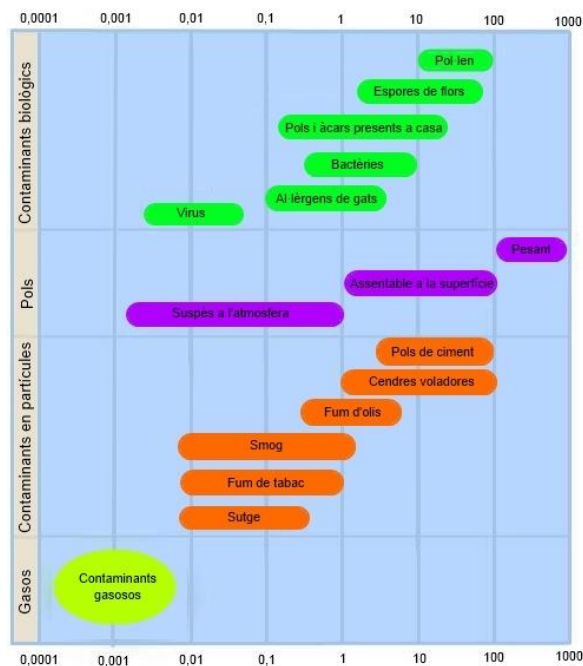 0,0001 0,001 0,01 0,1 1 10 100 1000
Contaminants biològics
Pol·len
Espores de flors
Pols i àcars presents a casa
Bactèries
Al·lèrgens de gats
Virus
Pols
Pesant
Assentable a la superfície
Suspès a l'atmosfera
Contaminants en partícules
Pols de ciment
Cendres voladores
Fum d'olis
Smog
Fum de tabac
Sutge
Gasos
Contaminants
gasosos
0,0001 0,001 0,01 0,1 1 10 100 1000